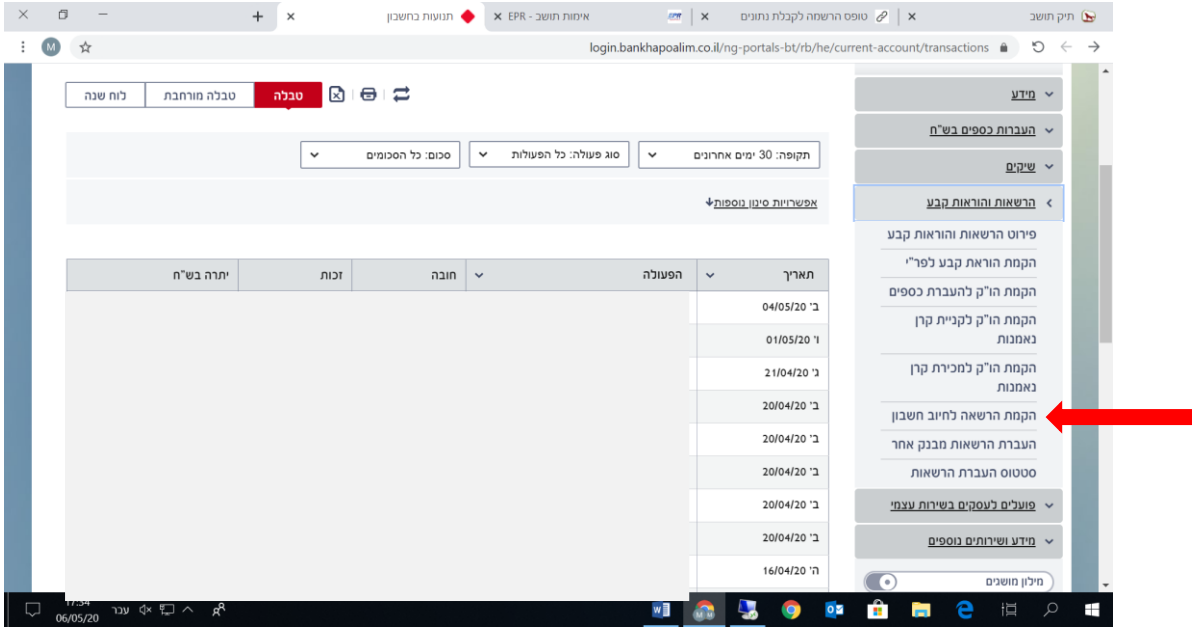 תיק תושב
טופס הרשמה לקבלת נתונים
אימות תושב - EPR
תנועות בחשבון
login.bankhapoalim.co.il/ng-portals-bt/rb/he/current-account/transactions
M
טבלה
טבלה מורחבת
לוח שנה
תקופה: 30 ימים אחרונים
סוג פעולה: כל הפעולות
סכום: כל הסכומים
אפשרויות סינון נוספות
תאריך הפעולה חובה זכות יתרה בש"ח
ב' 04/05/20
ו' 01/05/20
ג' 21/04/20
ב' 20/04/20
ב' 20/04/20
ב' 20/04/20
ב' 20/04/20
ב' 20/04/20
ה' 16/04/20
מידע
העברות כספים בש"ח
שיקים
הרשאות והוראות קבע
פירוט הרשאות והוראות קבע
הקמת הוראת קבע לפר"י
הקמת הו"ק להעברת כספים
הקמת הו"ק לקניית קרן
נאמנות
הקמת הו"ק למכירת קרן
נאמנות
הקמת הרשאה לחיוב חשבון
העברת הרשאות מבנק אחר
סטטוס העברת הרשאות
פועלים לעסקים בשירות עצמי
מידע ושירותים נוספים
מילון מושגים
עבר
17:34
06/05/20